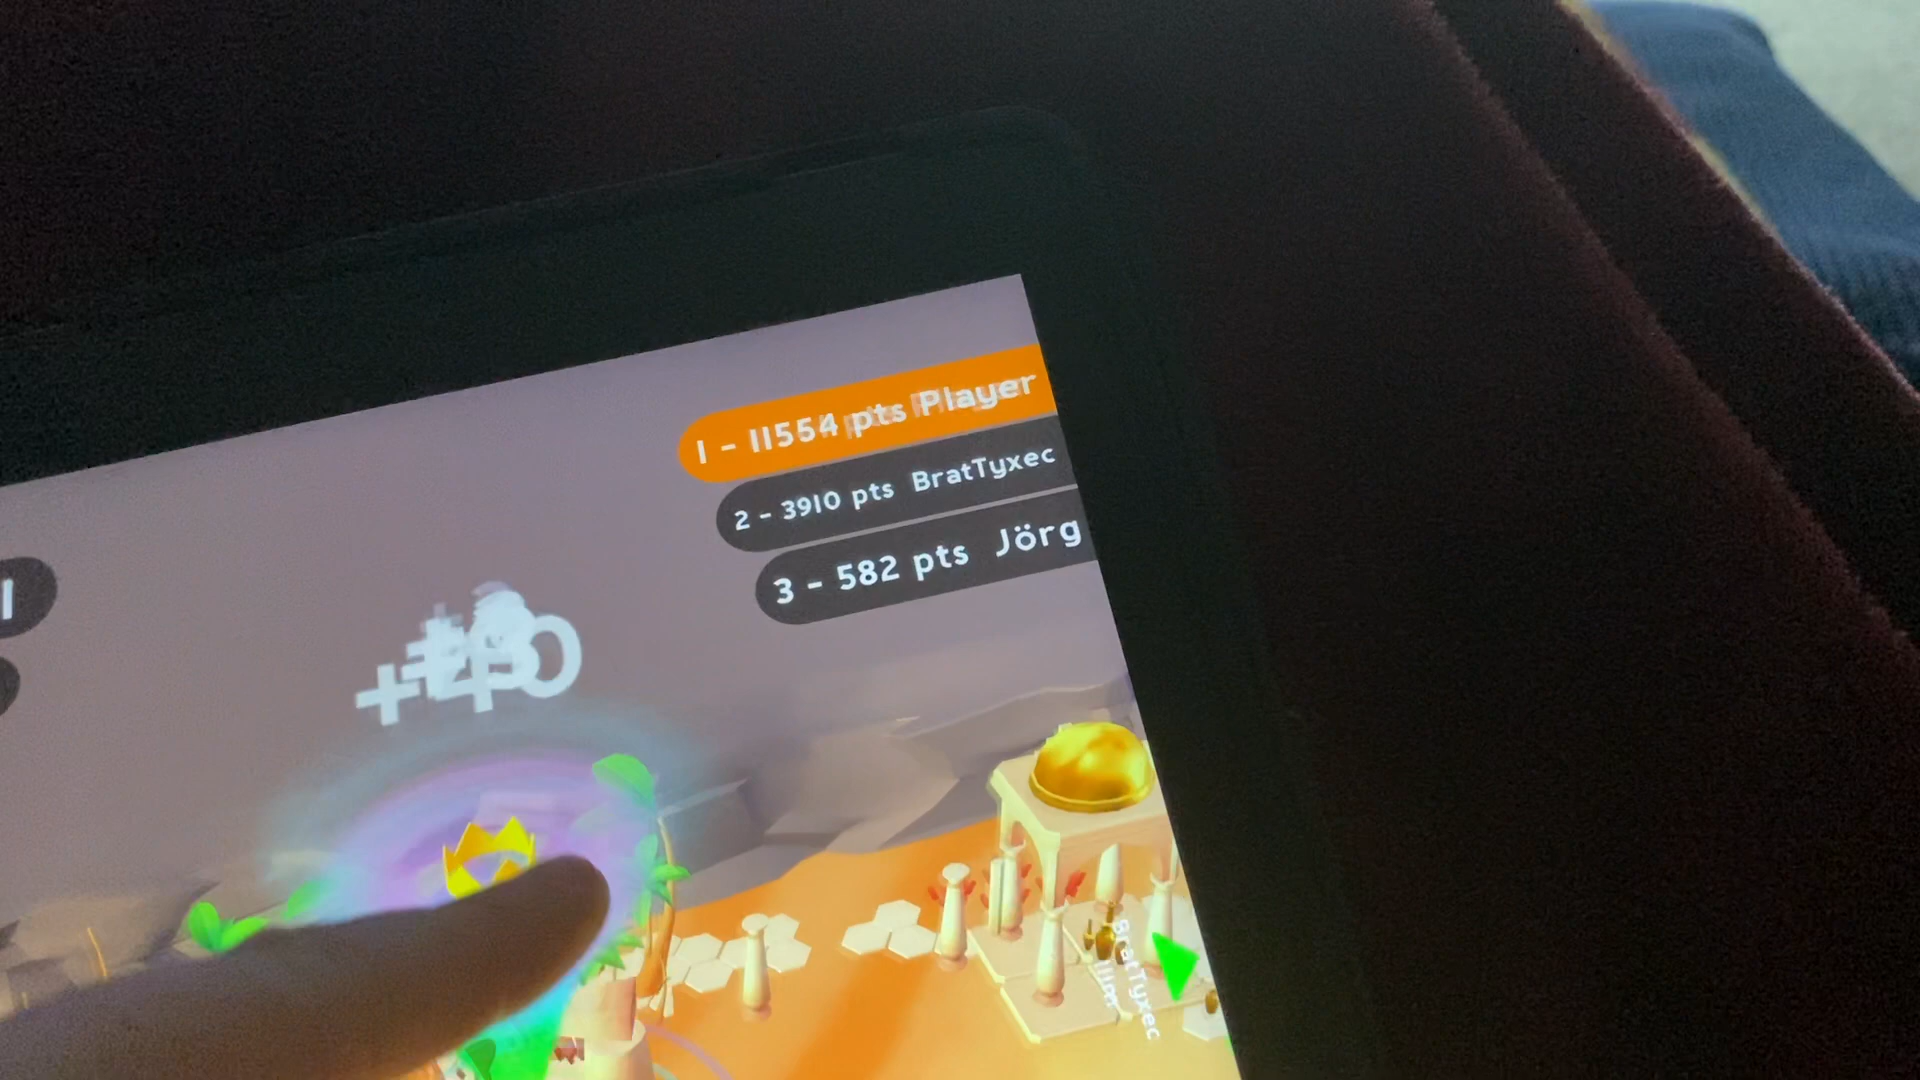 1 - 11554 pts Player
2 - 3910 pts BratTyxec
3 - 582 pts Jörg
BratTyxec